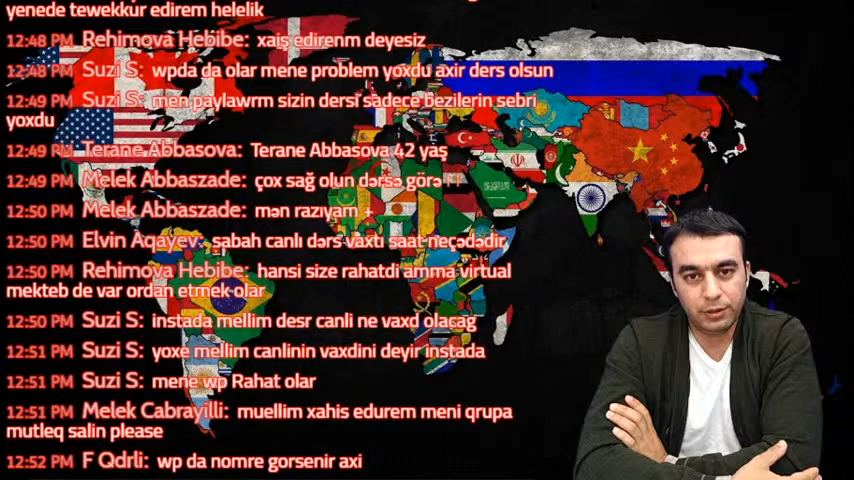 yenede tewekkur edirem helelik
12:48 PM Rehimova Hebibe: xaiş edirenm deyesiz
12:48 PM Suzi S: wpda da olar mene problem yoxdu axir ders olsun
12:49 PM Suzi S: men paylawrm sizin dersi sadece bezilerin sebri
yoxdu
12:49 PM Terane Abbasova: Terane Abbasova 42 yaş
12:49 PM Melek Abbaszade: çox sağ olun dərsə görə
12:50 PM Melek Abbaszade: mən razıyam +
12:50 PM Elvin Aqayev: sabah canlı dərs vaxtı saat neçədədir
12:50 PM Rehimova Hebibe: hansi size rahatdi amma virtual
mekteb de var ordan etmek olar
12:50 PM Suzi S: instada mellim desr canli ne vaxd olacag
12:51 PM Suzi S: yoxe mellim canlinin vaxdini deyir instada
12:51 PM Suzi S: mene wp Rahat olar
12:51 PM Melek Cabrayilli: muellim xahis edurem meni qrupa
mutleq salin please
12:52 PM F Qdrli: wp da nomre gorsenir axi